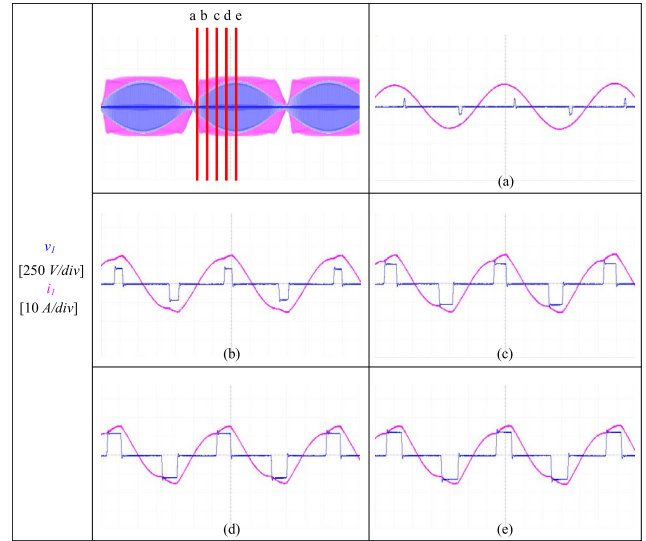 a b c d e
(a)
v1
[250 V/div]
i1
[10 A/div]
(b)
(c)
(d)
(e)